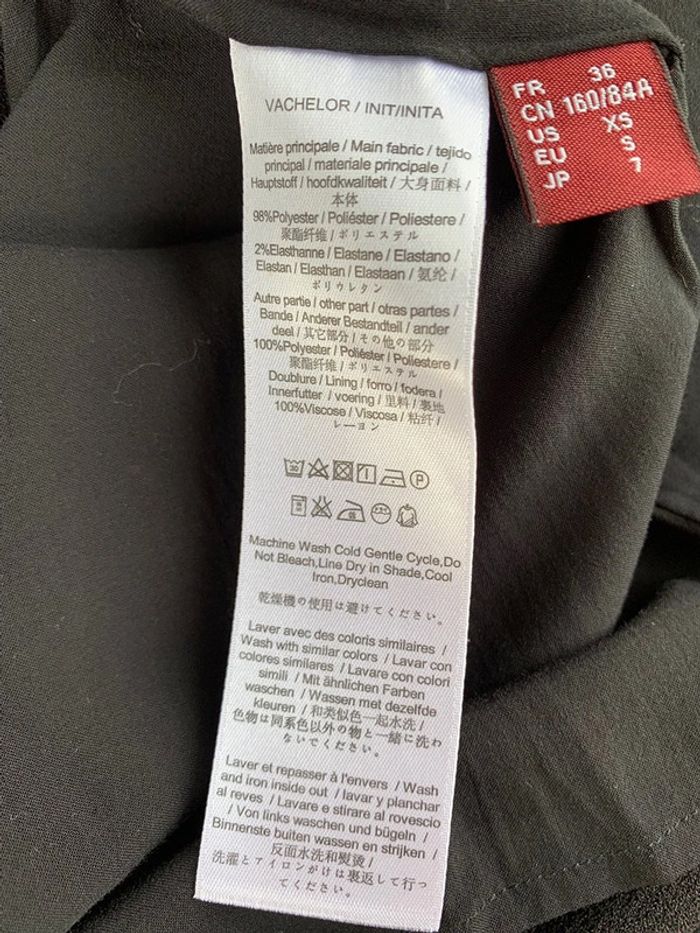 VACHELOR / INIT/INITA
Matière principale / Main fabric / tejido
principal / materiale principale /
Hauptstoff / hoofdkwaliteit / 大身面料 /
本体
98%Polyester / Poliéster / Poliestere /
聚酯纤维 / ポリエステル
2%Elasthanne / Elastane / Elastano /
Elastan / Elasthan / Elastaan / 氨纶 /
ポリウレタン
Autre partie / other part / otras partes /
Bande / Anderer Bestandteil / ander
deel / 其它部分 / その他の部分
100%Polyester / Poliéster / Poliestere /
聚酯纤维 / ポリエステル
Doublure / Lining / forro / fodera /
Innerfutter / voering / 里料 / 裏地
100%Viscose / Viscosa / 粘纤 /
レーヨン
Machine Wash Cold Gentle Cycle,Do
Not Bleach,Line Dry in Shade,Cool
Iron,Dryclean
乾燥機の使用は避けてください。
Laver avec des coloris similaires /
Wash with similar colors / Lavar con
colores similares / Lavare con colori
simili / Mit ähnlichen Farben
waschen / Wassen met dezelfde
kleuren / 和类似色一起水洗 /
色物は同系色以外の物と一緒に洗わ
ないでください。
Laver et repasser à l'envers / Wash
and iron inside out / lavar y planchar
al reves / Lavare e stirare al rovescio
/ Von links waschen und bügeln /
Binnenste buiten wassen en strijken /
反面水洗和熨烫 /
洗濯とアイロンがけは裏返して行っ
てください。
FR 36
CN 160/84A
US XS
EU S
JP 7